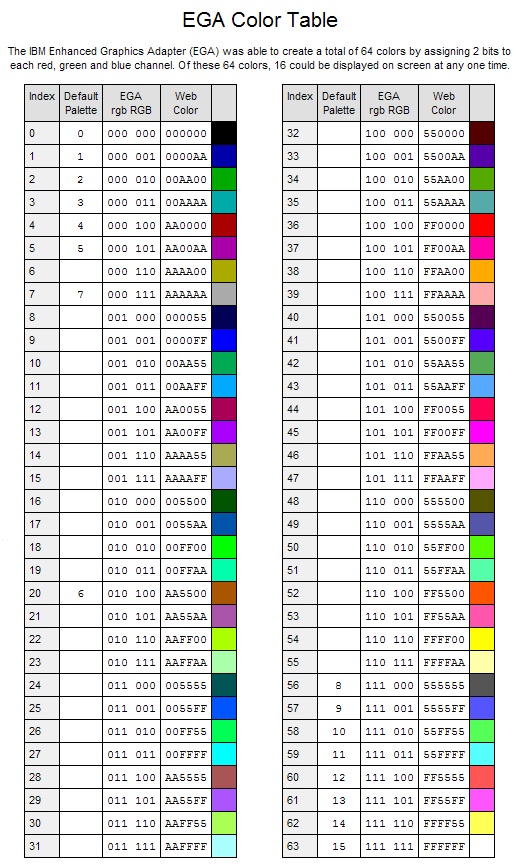 EGA Color Table
The IBM Enhanced Graphics Adapter (EGA) was able to create a total of 64 colors by assigning 2 bits to
each red, green and blue channel. Of these 64 colors, 16 could be displayed on screen at any one time.
Index Default Palette EGA rgb RGB Web Color
0 0 000 000 000000
1 1 000 001 0000AA
2 2 000 010 00AA00
3 3 000 011 00AAAA
4 4 000 100 AA0000
5 5 000 101 AA00AA
6 000 110 AAAA00
7 7 000 111 AAAAAA
8 001 000 000055
9 001 001 0000FF
10 001 010 00AA55
11 001 011 00AAFF
12 001 100 AA0055
13 001 101 AA00FF
14 001 110 AAAA55
15 001 111 AAAAFF
16 010 000 005500
17 010 001 0055AA
18 010 010 00FF00
19 010 011 00FFAA
20 6 010 100 AA5500
21 010 101 AA55AA
22 010 110 AAFF00
23 010 111 AAFFAA
24 011 000 005555
25 011 001 0055FF
26 011 010 00FF55
27 011 011 00FFFF
28 011 100 AA5555
29 011 101 AA55FF
30 011 110 AAFF55
31 011 111 AAFFFF
Index Default Palette EGA rgb RGB Web Color
32 100 000 550000
33 100 001 5500AA
34 100 010 55AA00
35 100 011 55AAAA
36 100 100 FF0000
37 100 101 FF00AA
38 100 110 FFAA00
39 100 111 FFAAAA
40 101 000 550055
41 101 001 5500FF
42 101 010 55AA55
43 101 011 55AAFF
44 101 100 FF0055
45 101 101 FF00FF
46 101 110 FFAA55
47 101 111 FFAAFF
48 110 000 555500
49 110 001 5555AA
50 110 010 55FF00
51 110 011 55FFAA
52 110 100 FF5500
53 110 101 FF55AA
54 110 110 FFFF00
55 110 111 FFFFAA
56 8 111 000 555555
57 9 111 001 5555FF
58 10 111 010 55FF55
59 11 111 011 55FFFF
60 12 111 100 FF5555
61 13 111 101 FF55FF
62 14 111 110 FFFF55
63 15 111 111 FFFFFF